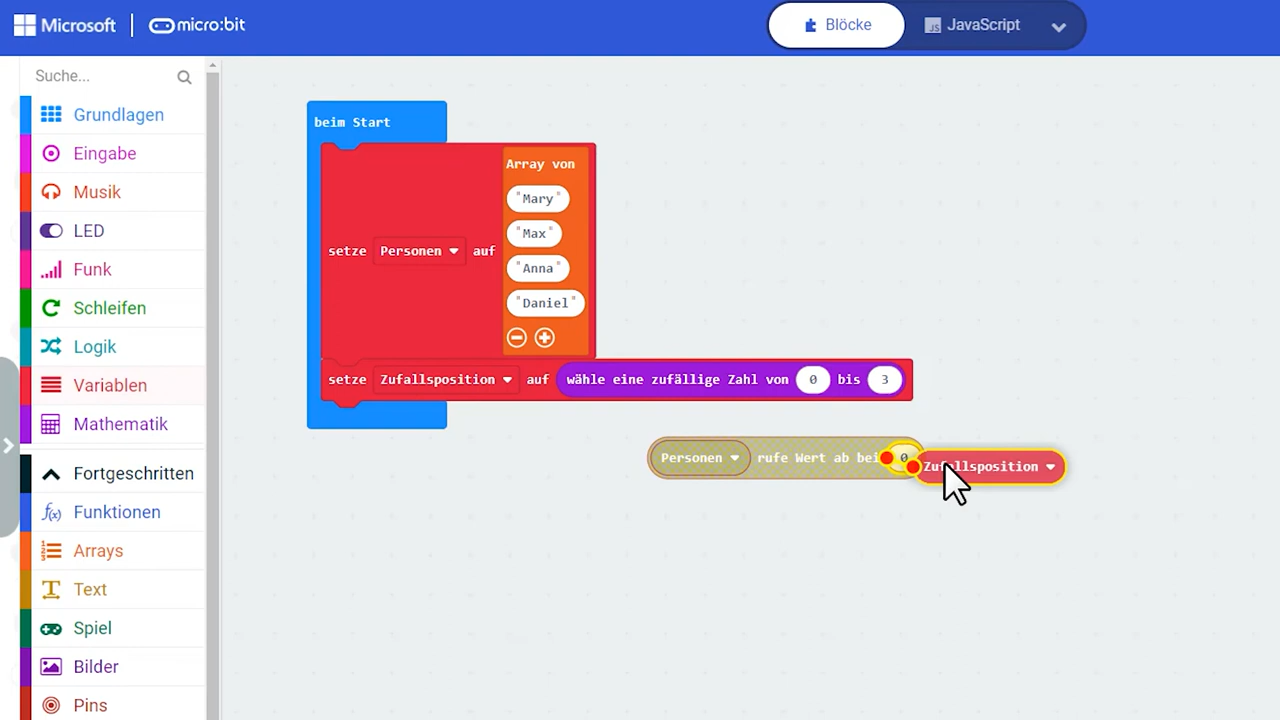 Microsoft | micro:bit
Blöcke
JavaScript
Suche...
Grundlagen
Eingabe
Musik
LED
Funk
Schleifen
Logik
Variablen
Mathematik
Fortgeschritten
Funktionen
Arrays
Text
Spiel
Bilder
Pins
beim Start
setze Personen auf
Array von
"Mary"
"Max"
"Anna"
"Daniel"
setze Zufallsposition auf wähle eine zufällige Zahl von 0 bis 3
Personen rufe Wert ab bei 0
Zufallsposition